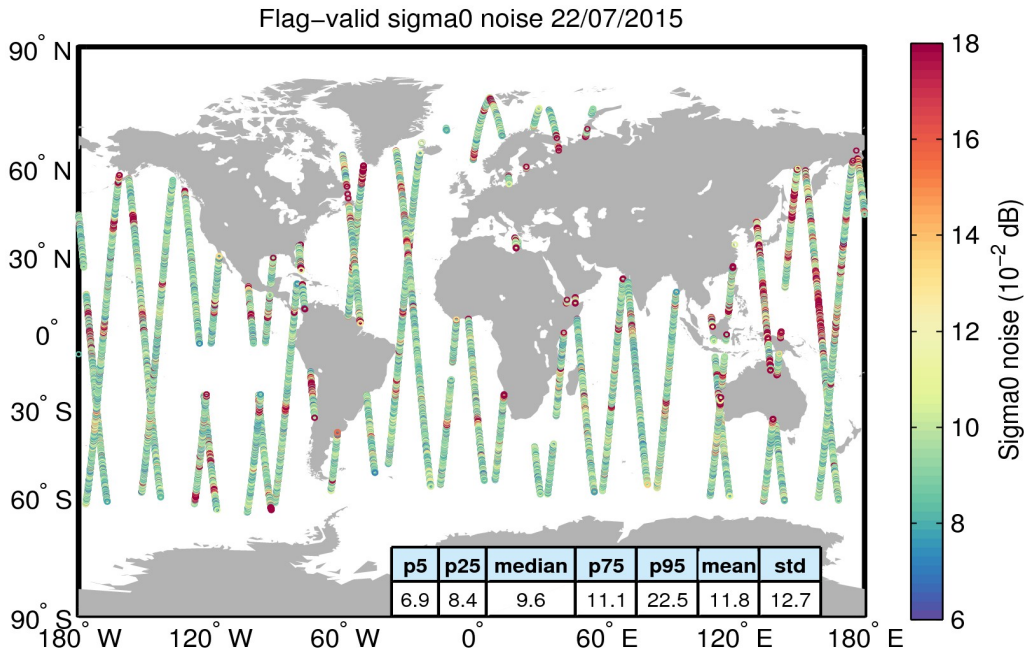 Flag−valid sigma0 noise 22/07/2015
90° N
60° N
30° N
0°
30° S
60° S
90° S
180° W 120° W 60° W 0° 60° E 120° E 180° E
p5 p25 median p75 p95 mean std
6.9 8.4 9.6 11.1 22.5 11.8 12.7
18
16
14
12
10
8
6
Sigma0 noise (10−2 dB)